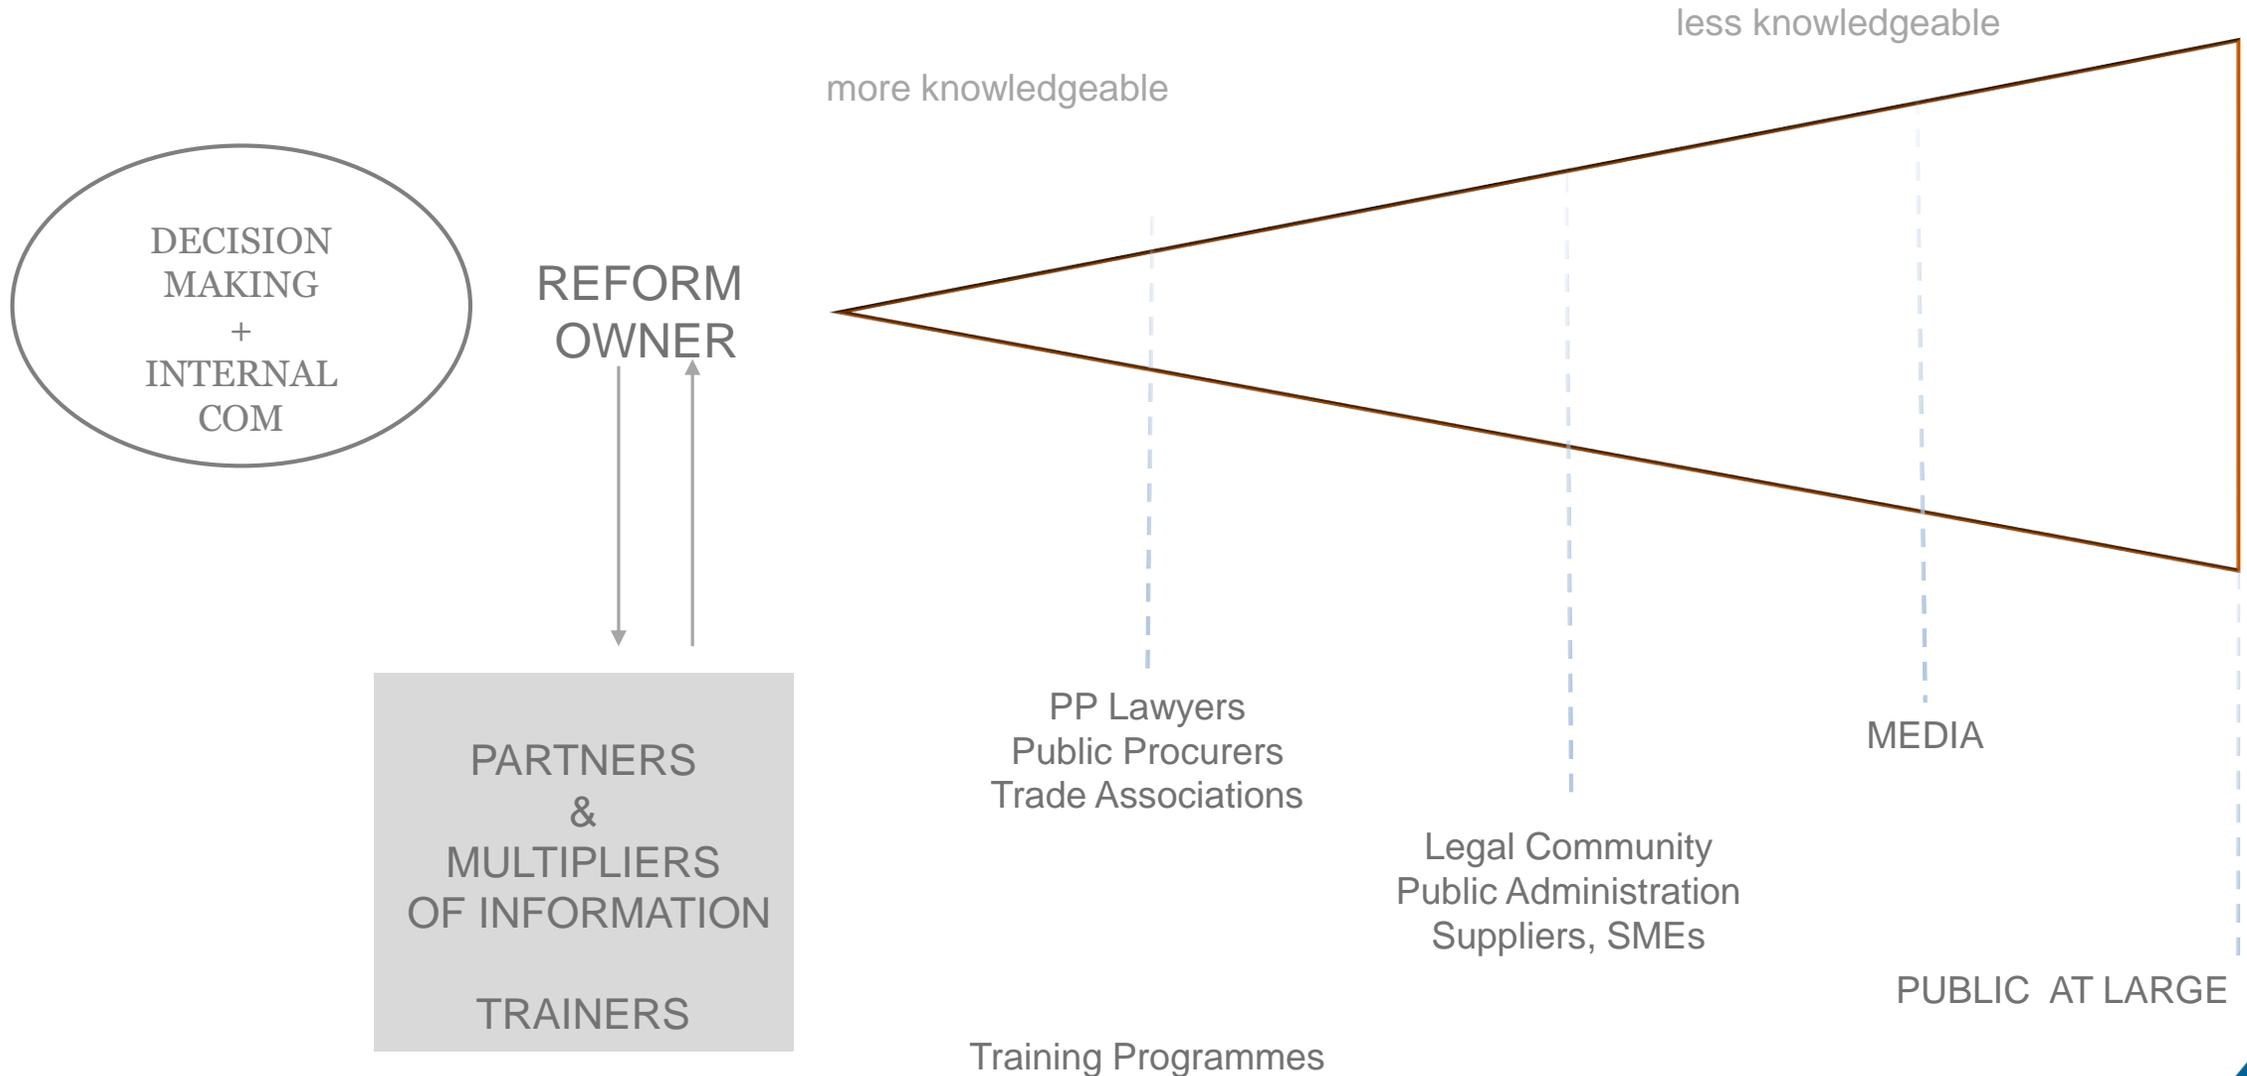 less knowledgeable
more knowledgeable
DECISION
MAKING
+
INTERNAL
COM
REFORM
OWNER
PARTNERS
&
MULTIPLIERS
OF INFORMATION
TRAINERS
PP Lawyers
Public Procurers
Trade Associations
Legal Community
Public Administration
Suppliers, SMEs
MEDIA
PUBLIC AT LARGE
Training Programmes